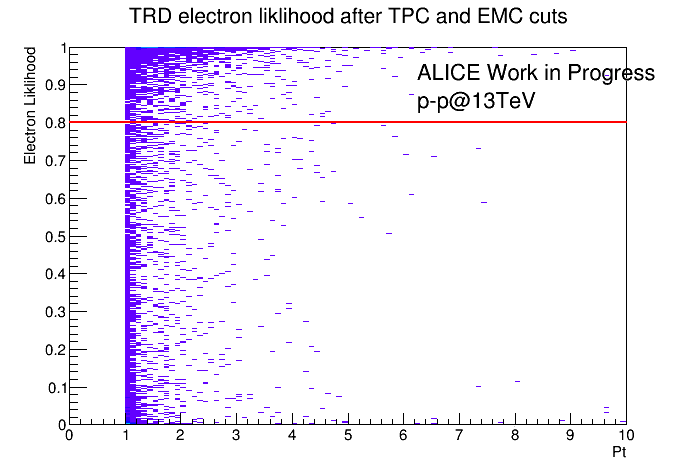 TRD electron liklihood after TPC and EMC cuts
Electron Liklihood
1
0.9
0.8
0.7
0.6
0.5
0.4
0.3
0.2
0.1
0
ALICE Work in Progress
p-p@13TeV
0 1 2 3 4 5 6 7 8 9 10
Pt